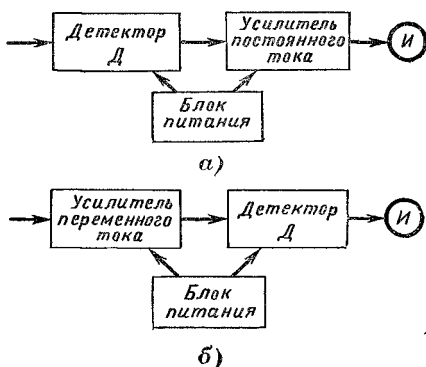 Детектор
Д
Усилитель
постоянного
тока
И
Блок
питания
а)
Усилитель
переменного
тока
Детектор
Д
И
Блок
питания
б)